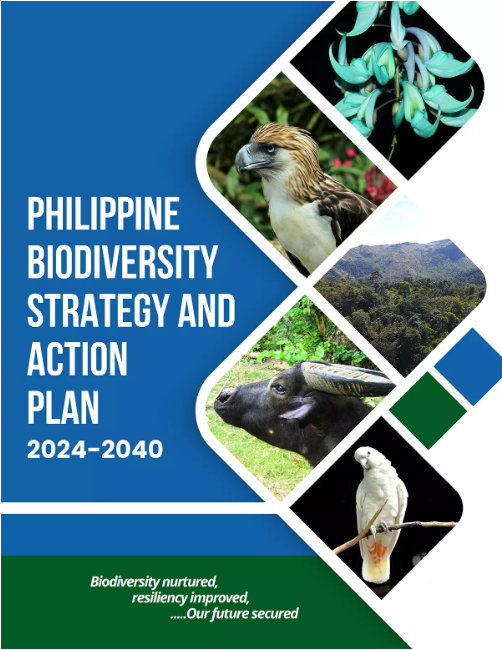 PHILIPPINE
BIODIVERSITY
STRATEGY AND
ACTION
PLAN
2024-2040
Biodiversity nurtured,
resiliency improved,
.....Our future secured